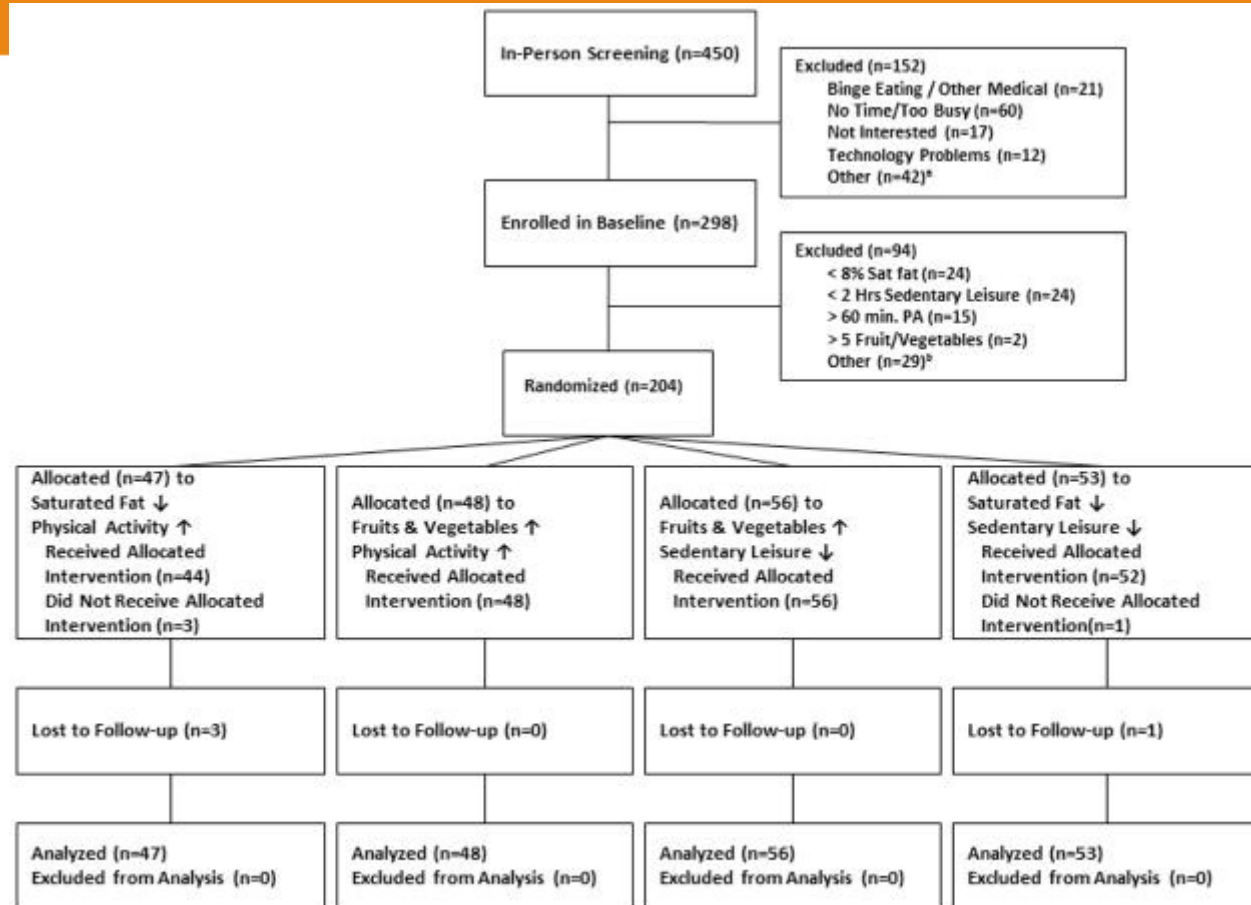 In-Person Screening (n=450)
Excluded (n=152)
Binge Eating / Other Medical (n=21)
No Time/Too Busy (n=60)
Not Interested (n=17)
Technology Problems (n=12)
Other (n=42)ᵃ
Enrolled in Baseline (n=298)
Excluded (n=94)
< 8% Sat fat (n=24)
< 2 Hrs Sedentary Leisure (n=24)
> 60 min. PA (n=15)
> 5 Fruit/Vegetables (n=2)
Other (n=29)ᵇ
Randomized (n=204)
Allocated (n=47) to
Saturated Fat ↓
Physical Activity ↑
Received Allocated
Intervention (n=44)
Did Not Receive Allocated
Intervention (n=3)
Allocated (n=48) to
Fruits & Vegetables ↑
Physical Activity ↑
Received Allocated
Intervention (n=48)
Allocated (n=56) to
Fruits & Vegetables ↑
Sedentary Leisure ↓
Received Allocated
Intervention (n=56)
Allocated (n=53) to
Saturated Fat ↓
Sedentary Leisure ↓
Received Allocated
Intervention (n=52)
Did Not Receive Allocated
Intervention(n=1)
Lost to Follow-up (n=3)
Lost to Follow-up (n=0)
Lost to Follow-up (n=0)
Lost to Follow-up (n=1)
Analyzed (n=47)
Excluded from Analysis (n=0)
Analyzed (n=48)
Excluded from Analysis (n=0)
Analyzed (n=56)
Excluded from Analysis (n=0)
Analyzed (n=53)
Excluded from Analysis (n=0)